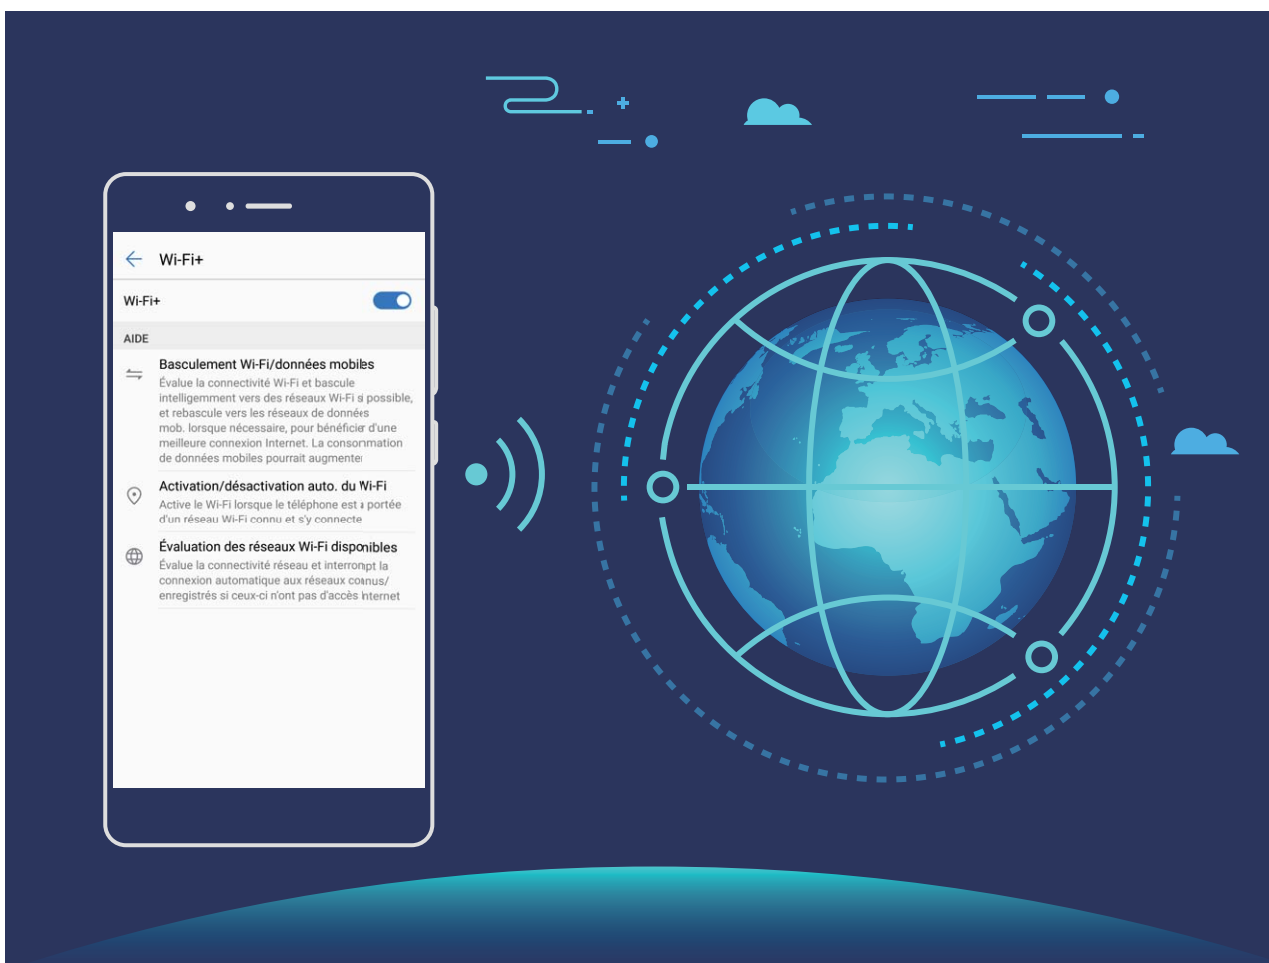 Wi-Fi+
Wi-Fi+
AIDE
Basculement Wi-Fi/données mobiles
Évalue la connectivité Wi-Fi et bascule
intelligemment vers des réseaux Wi-Fi si possible,
et rebascule vers les réseaux de données
mob. lorsque nécessaire, pour bénéficier d'une
meilleure connexion Internet. La consommation
de données mobiles pourrait augmenter
Activation/désactivation auto. du Wi-Fi
Active le Wi-Fi lorsque le téléphone est à portée
d'un réseau Wi-Fi connu et s'y connecte
Évaluation des réseaux Wi-Fi disponibles
Évalue la connectivité réseau et interrompt la
connexion automatique aux réseaux connus/
enregistrés si ceux-ci n'ont pas d'accès Internet